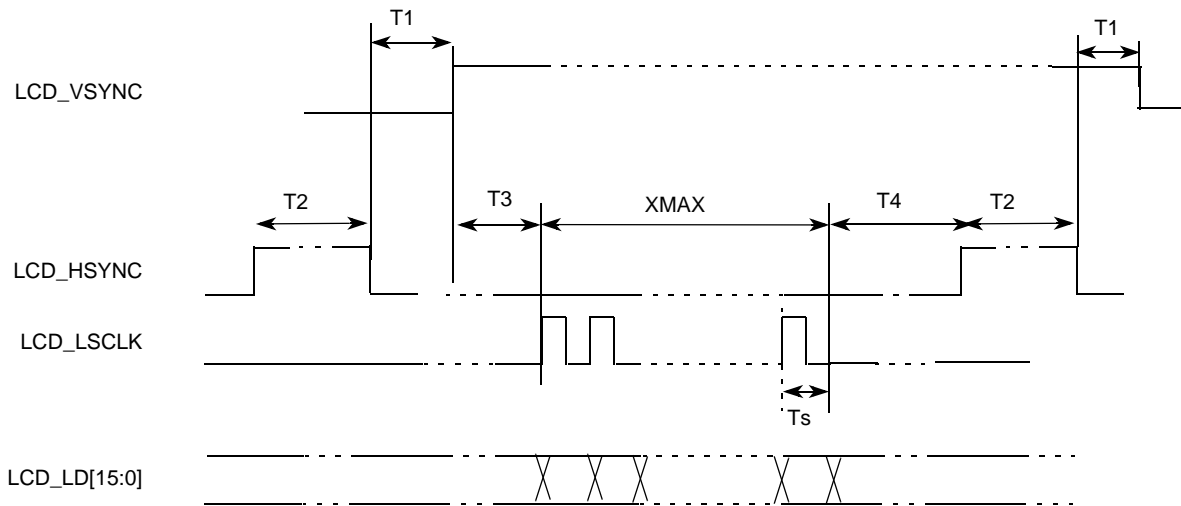 T1
T1
LCD_VSYNC
T2
T3
XMAX
T4
T2
LCD_HSYNC
LCD_LSCLK
Ts
LCD_LD[15:0]